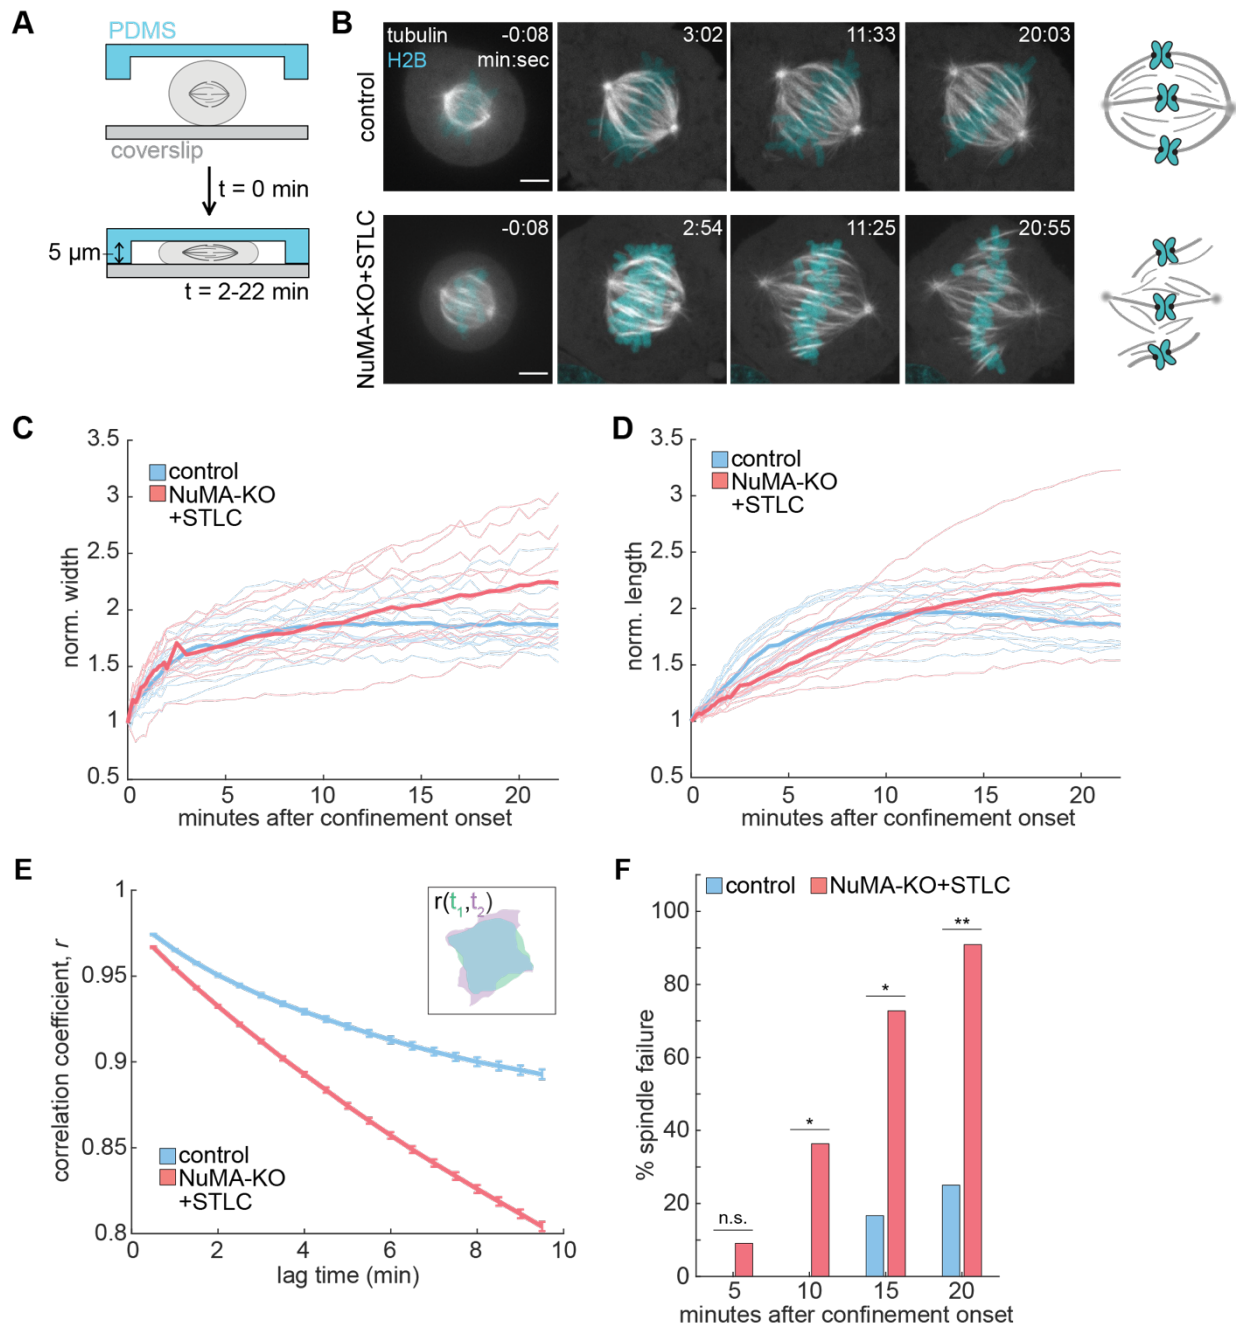 A
PDMS
coverslip
t = 0 min
5 µm
t = 2-22 min
B
control
tubulin
H2B
-0:08
min:sec
3:02
11:33
20:03
NuMA-KO+STLC
-0:08
2:54
11:25
20:55
C
norm. width
3.5
3
2.5
2
1.5
1
0.5
control
NuMA-KO
+STLC
0 5 10 15 20
minutes after confinement onset
D
norm. length
3.5
3
2.5
2
1.5
1
0.5
control
NuMA-KO
+STLC
0 5 10 15 20
minutes after confinement onset
E
correlation coefficient, r
1
0.95
0.9
0.85
0.8
r(t1,t2)
control
NuMA-KO
+STLC
0 2 4 6 8 10
lag time (min)
F
control NuMA-KO+STLC
% spindle failure
100
80
60
40
20
0
n.s.
*
*
**
5 10 15 20
minutes after confinement onset